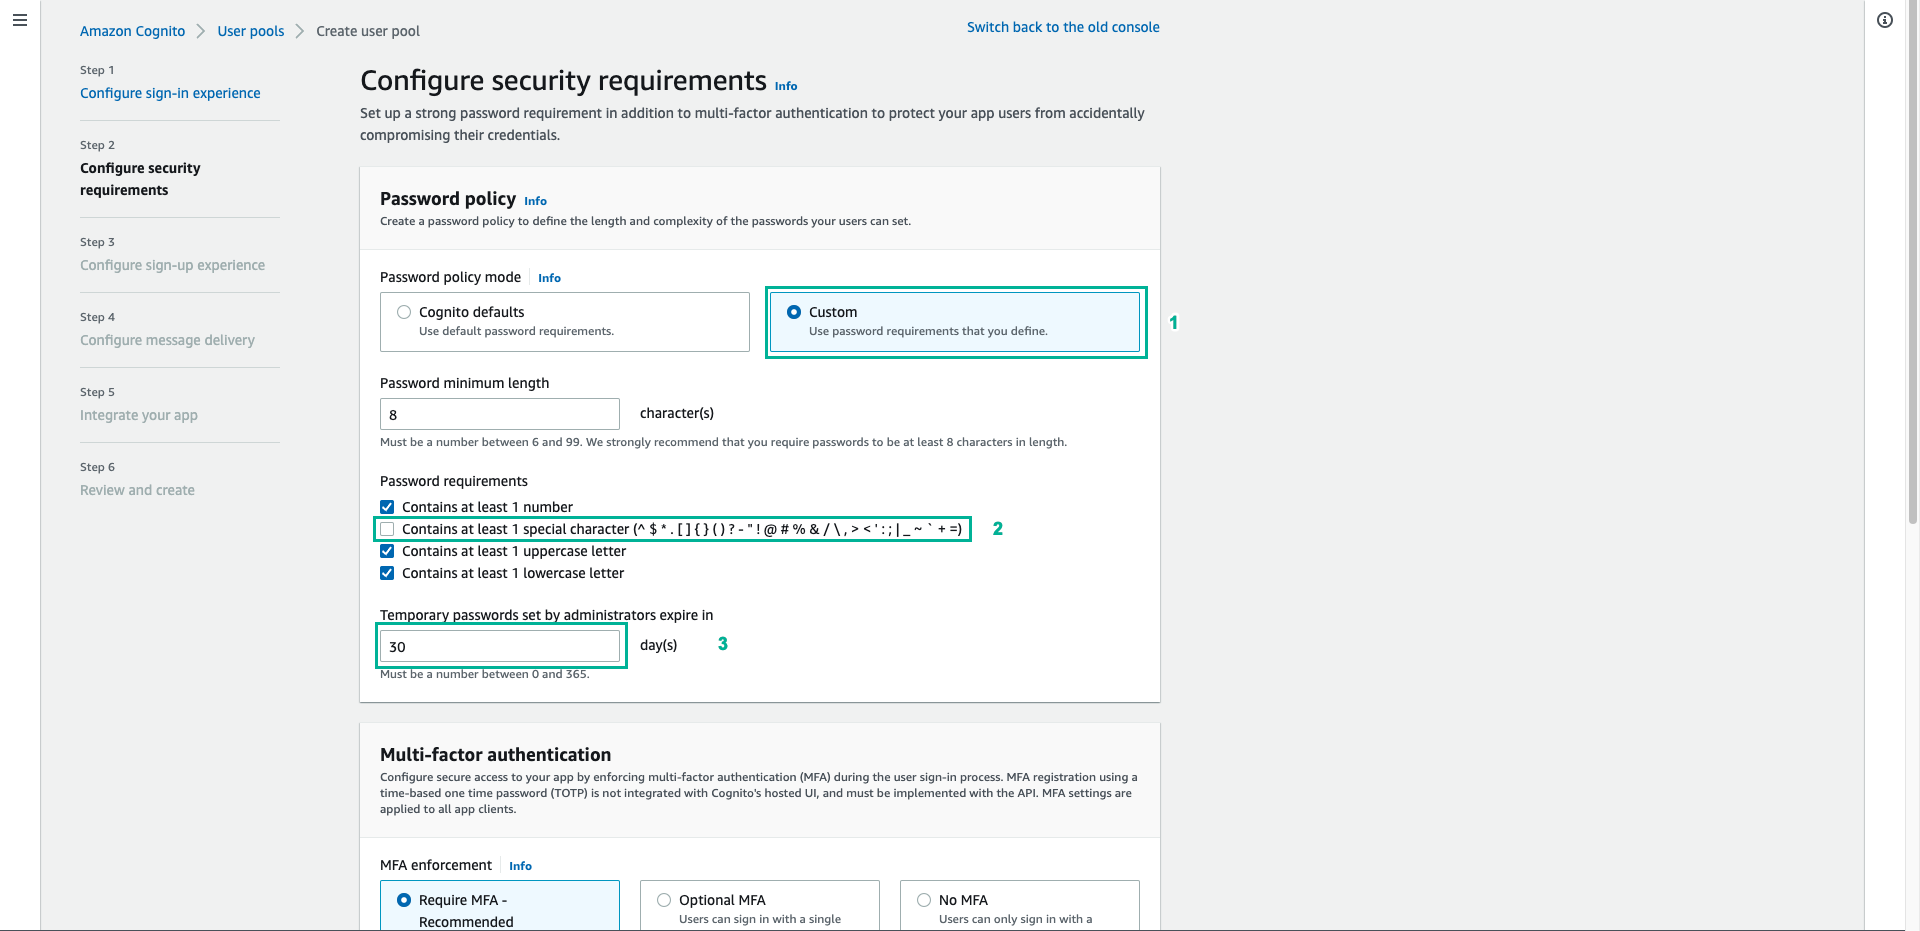 Amazon Cognito
User pools
Create user pool
Switch back to the old console
Step 1
Configure sign-in experience
Step 2
Configure security
requirements
Step 3
Configure sign-up experience
Step 4
Configure message delivery
Step 5
Integrate your app
Step 6
Review and create
Configure security requirements Info
Set up a strong password requirement in addition to multi-factor authentication to protect your app users from accidentally
compromising their credentials.
Password policy Info
Create a password policy to define the length and complexity of the passwords your users can set.
Password policy mode Info
Cognito defaults
Use default password requirements.
Custom
Use password requirements that you define.
1
Password minimum length
8 character(s)
Must be a number between 6 and 99. We strongly recommend that you require passwords to be at least 8 characters in length.
Password requirements
Contains at least 1 number
Contains at least 1 special character (^ $ * . [ ] { } ( ) ? - " ! @ # % & / \ , > < ' : ; | _ ~ ` + =) 2
Contains at least 1 uppercase letter
Contains at least 1 lowercase letter
Temporary passwords set by administrators expire in
30 day(s) 3
Must be a number between 0 and 365.
Multi-factor authentication
Configure secure access to your app by enforcing multi-factor authentication (MFA) during the user sign-in process. MFA registration using a
time-based one time password (TOTP) is not integrated with Cognito's hosted UI, and must be implemented with the API. MFA settings are
applied to all app clients.
MFA enforcement Info
Require MFA -
Recommended
Optional MFA
Users can sign in with a single
No MFA
Users can only sign in with a